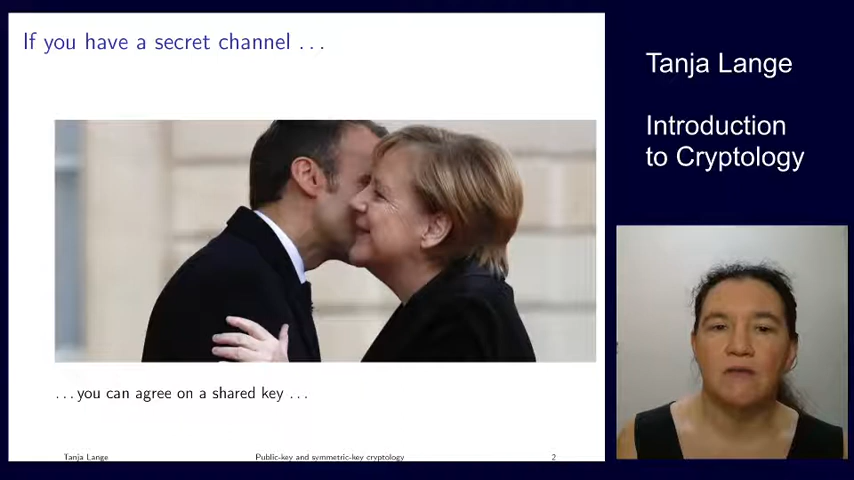 If you have a secret channel . . .
. . . you can agree on a shared key . . .
Tanja Lange
Public-key and symmetric-key cryptology
2
Tanja Lange
Introduction
to Cryptology